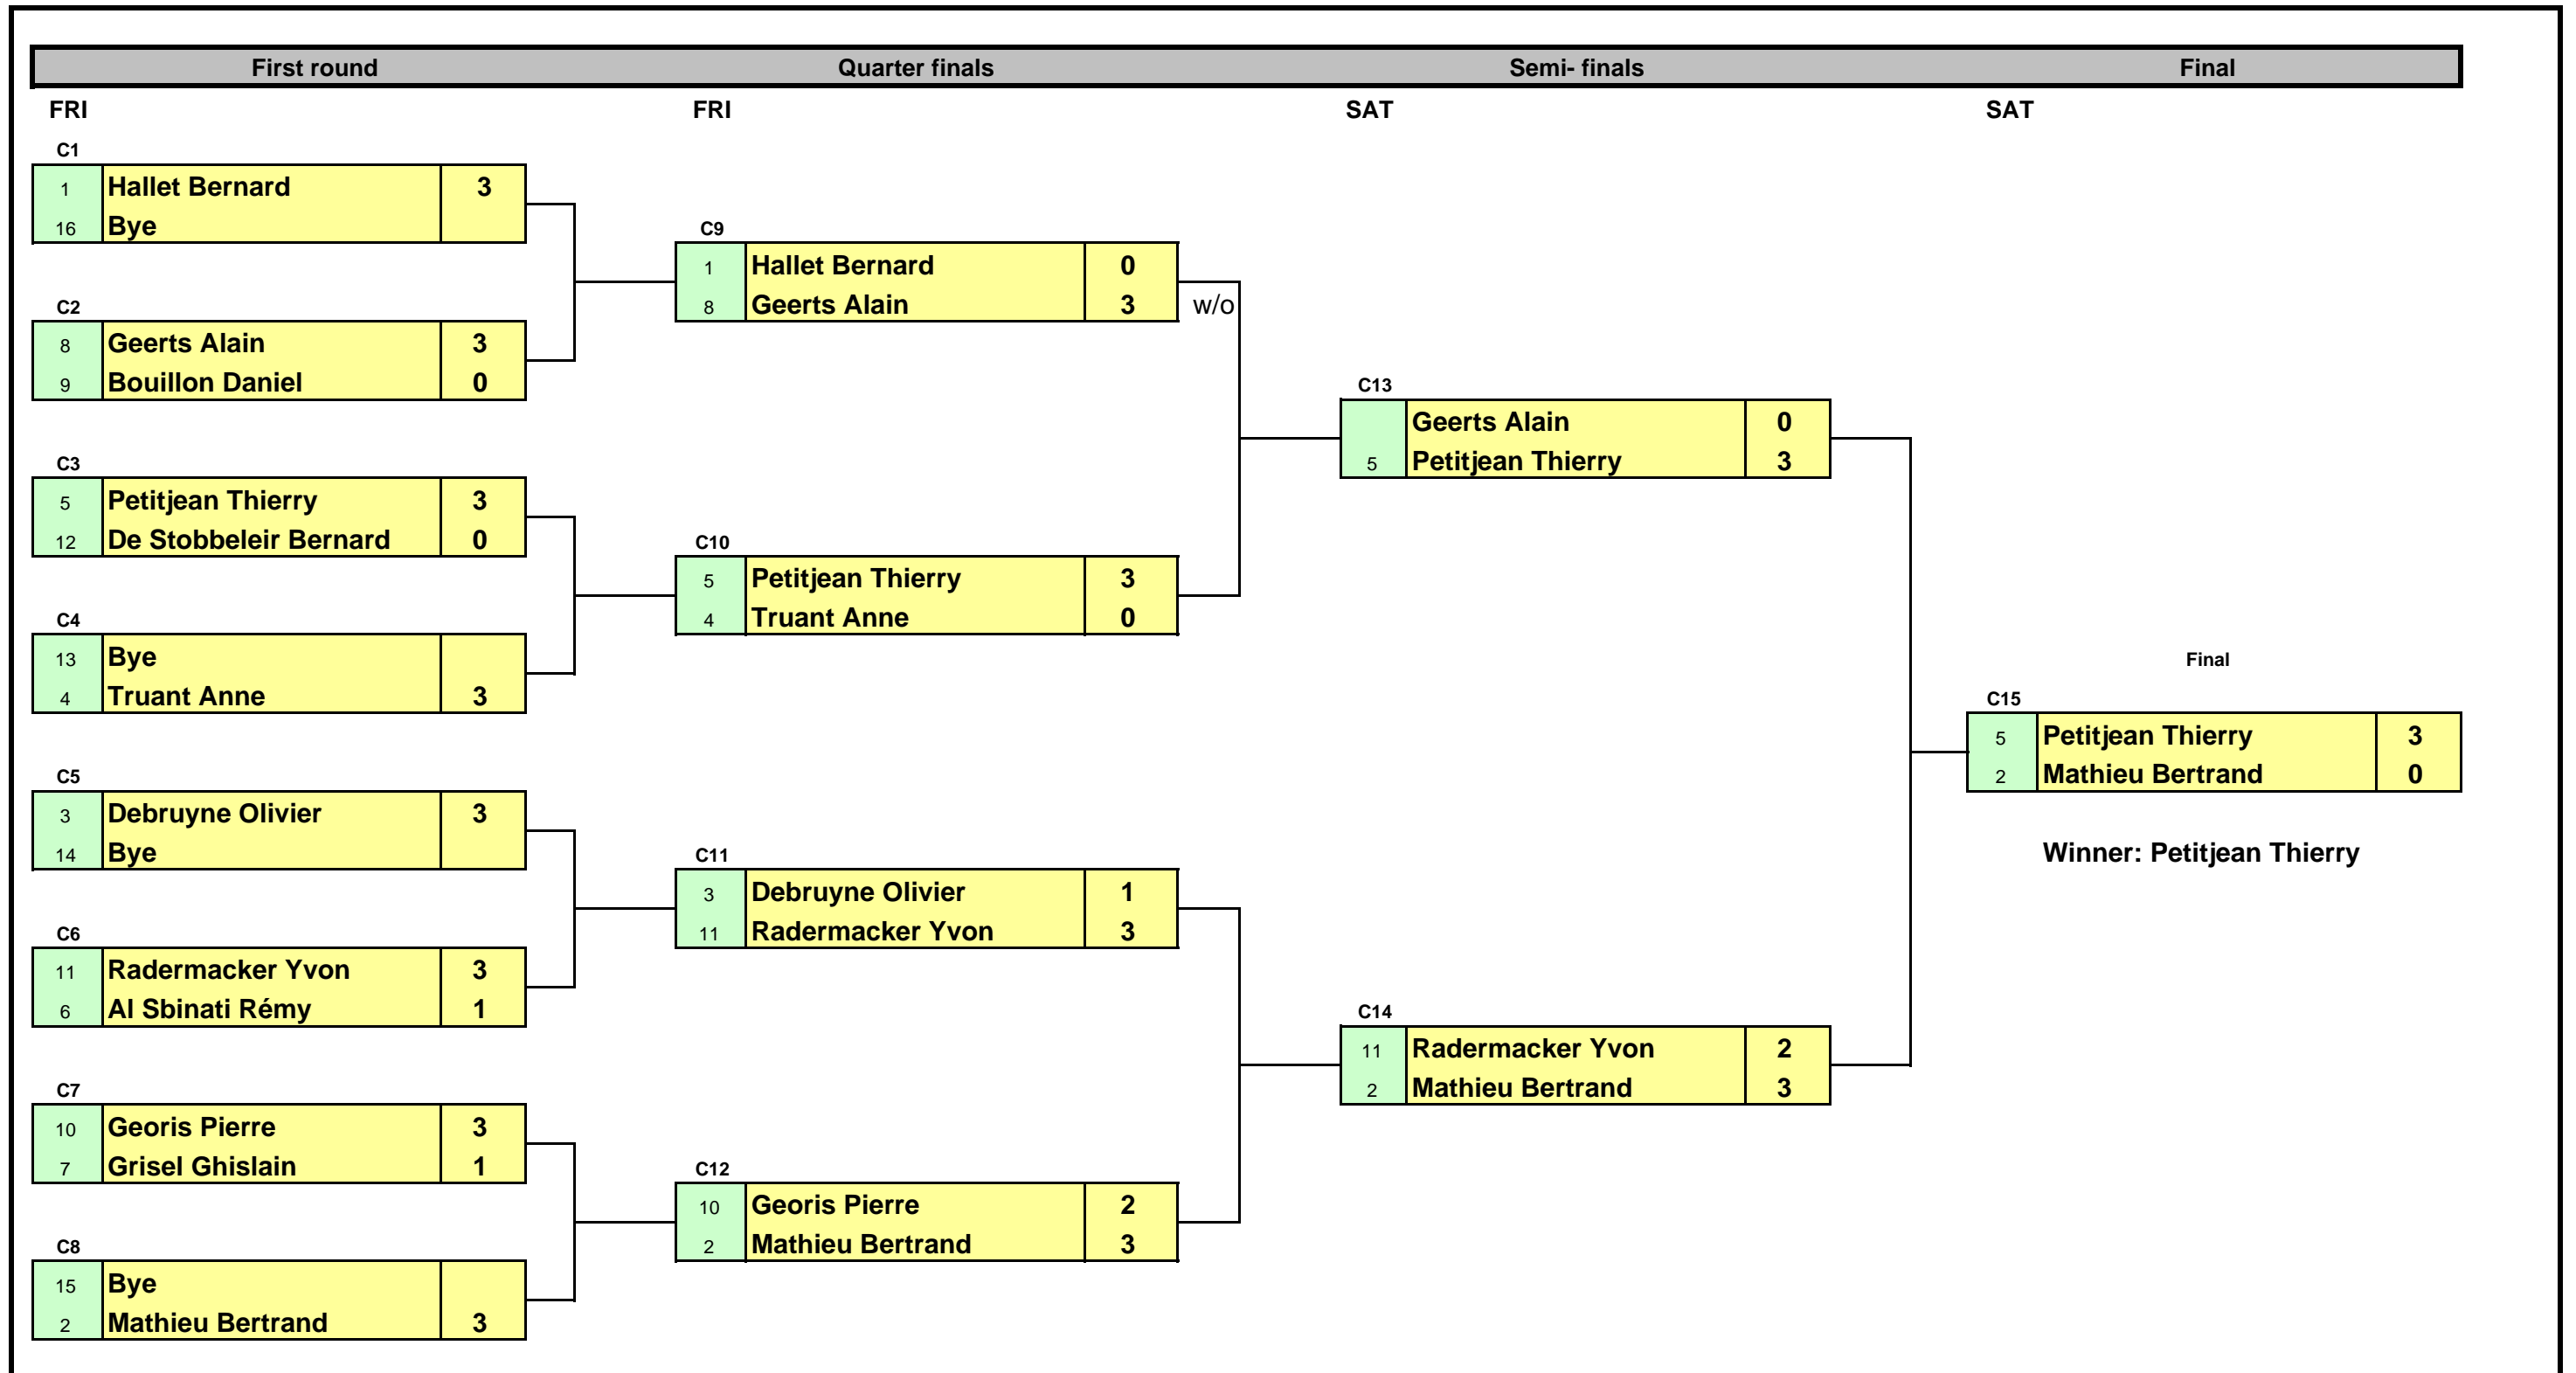 First round Quarter finals Semi- finals Final
FRI FRI SAT SAT
C1
1 Hallet Bernard 3
16 Bye
C2
8 Geerts Alain 3
9 Bouillon Daniel 0
C3
5 Petitjean Thierry 3
12 De Stobbeleir Bernard 0
C4
13 Bye
4 Truant Anne 3
C5
3 Debruyne Olivier 3
14 Bye
C6
11 Radermacker Yvon 3
6 Al Sbinati Rémy 1
C7
10 Georis Pierre 3
7 Grisel Ghislain 1
C8
15 Bye
2 Mathieu Bertrand 3
C9
1 Hallet Bernard 0
8 Geerts Alain 3 w/o
C10
5 Petitjean Thierry 3
4 Truant Anne 0
C11
3 Debruyne Olivier 1
11 Radermacker Yvon 3
C12
10 Georis Pierre 2
2 Mathieu Bertrand 3
C13
Geerts Alain 0
5 Petitjean Thierry 3
C14
11 Radermacker Yvon 2
2 Mathieu Bertrand 3
Final
C15
5 Petitjean Thierry 3
2 Mathieu Bertrand 0
Winner: Petitjean Thierry